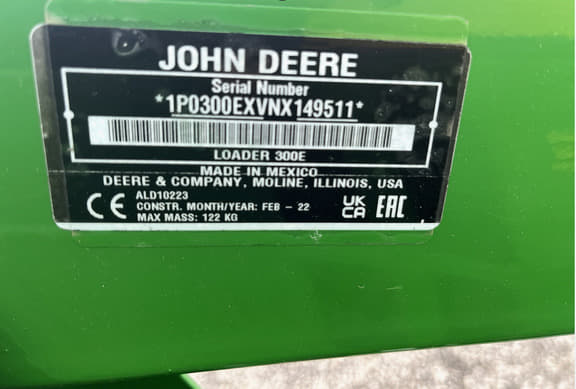 JOHN DEERE
Serial Number
*1P0300EXVNX149511*
LOADER 300E
MADE IN MEXICO
DEERE & COMPANY, MOLINE, ILLINOIS, USA
CE
ALD10223
CONSTR. MONTH/YEAR: FEB - 22
MAX MASS: 122 KG
UK
CA
EAC